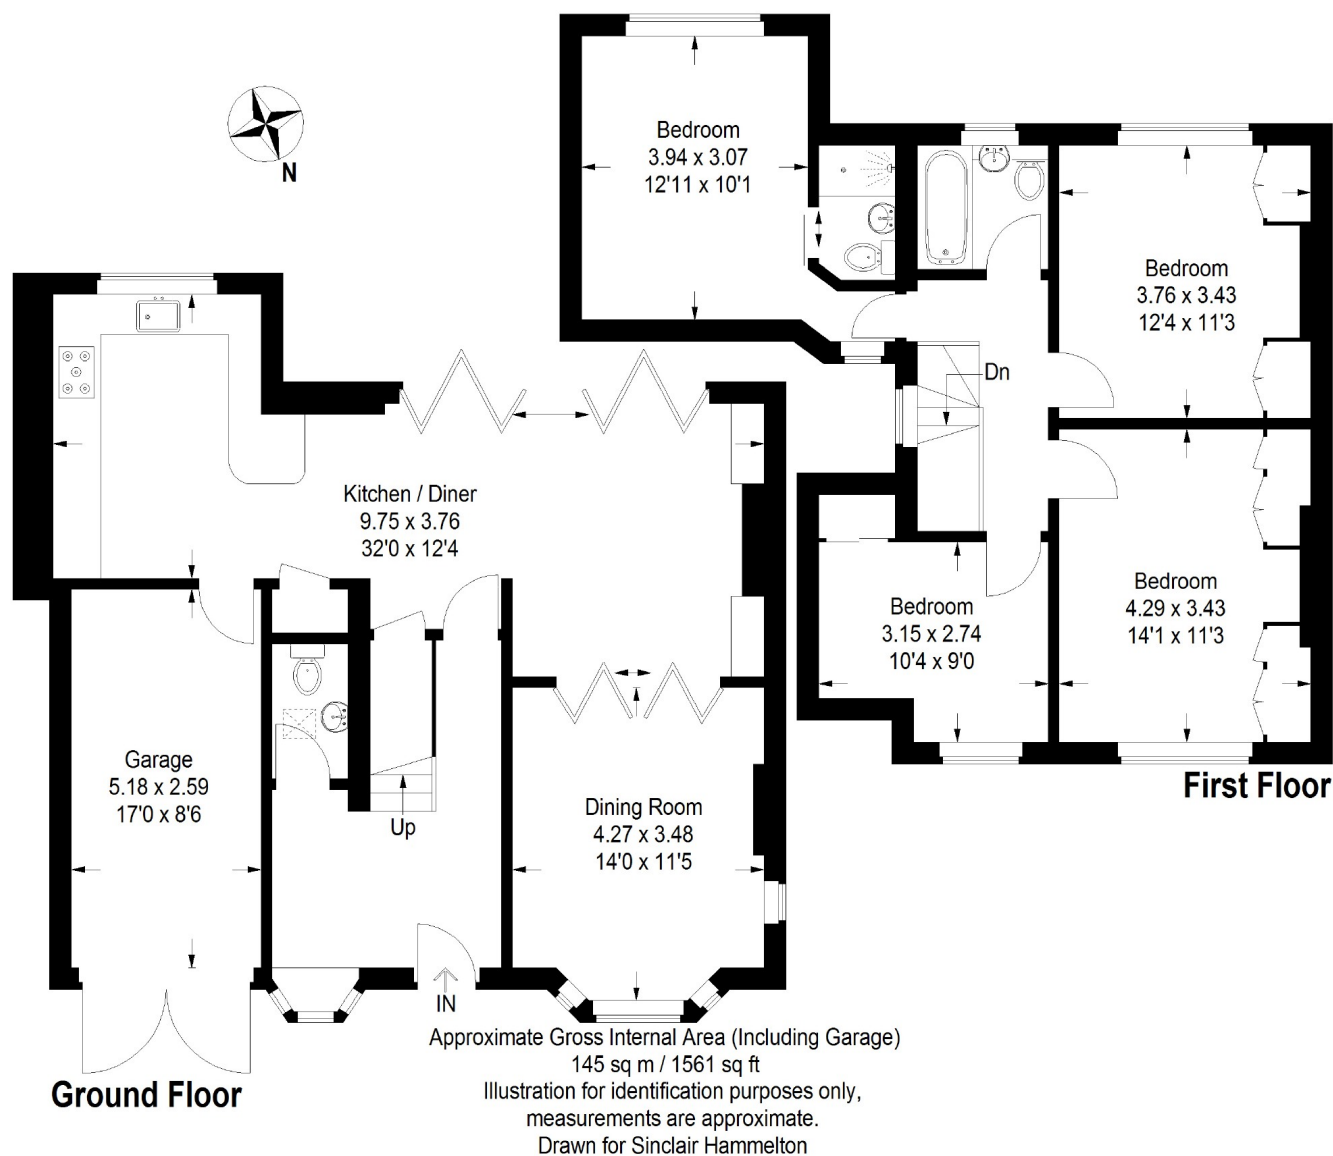 N
Bedroom
3.94 x 3.07
12'11 x 10'1
Bedroom
3.76 x 3.43
12'4 x 11'3
Dn
Kitchen / Diner
9.75 x 3.76
32'0 x 12'4
Bedroom
4.29 x 3.43
14'1 x 11'3
Bedroom
3.15 x 2.74
10'4 x 9'0
Garage
5.18 x 2.59
17'0 x 8'6
Up
Dining Room
4.27 x 3.48
14'0 x 11'5
First Floor
IN
Ground Floor
Approximate Gross Internal Area (Including Garage)
145 sq m / 1561 sq ft
Illustration for identification purposes only,
measurements are approximate.
Drawn for Sinclair Hammelton